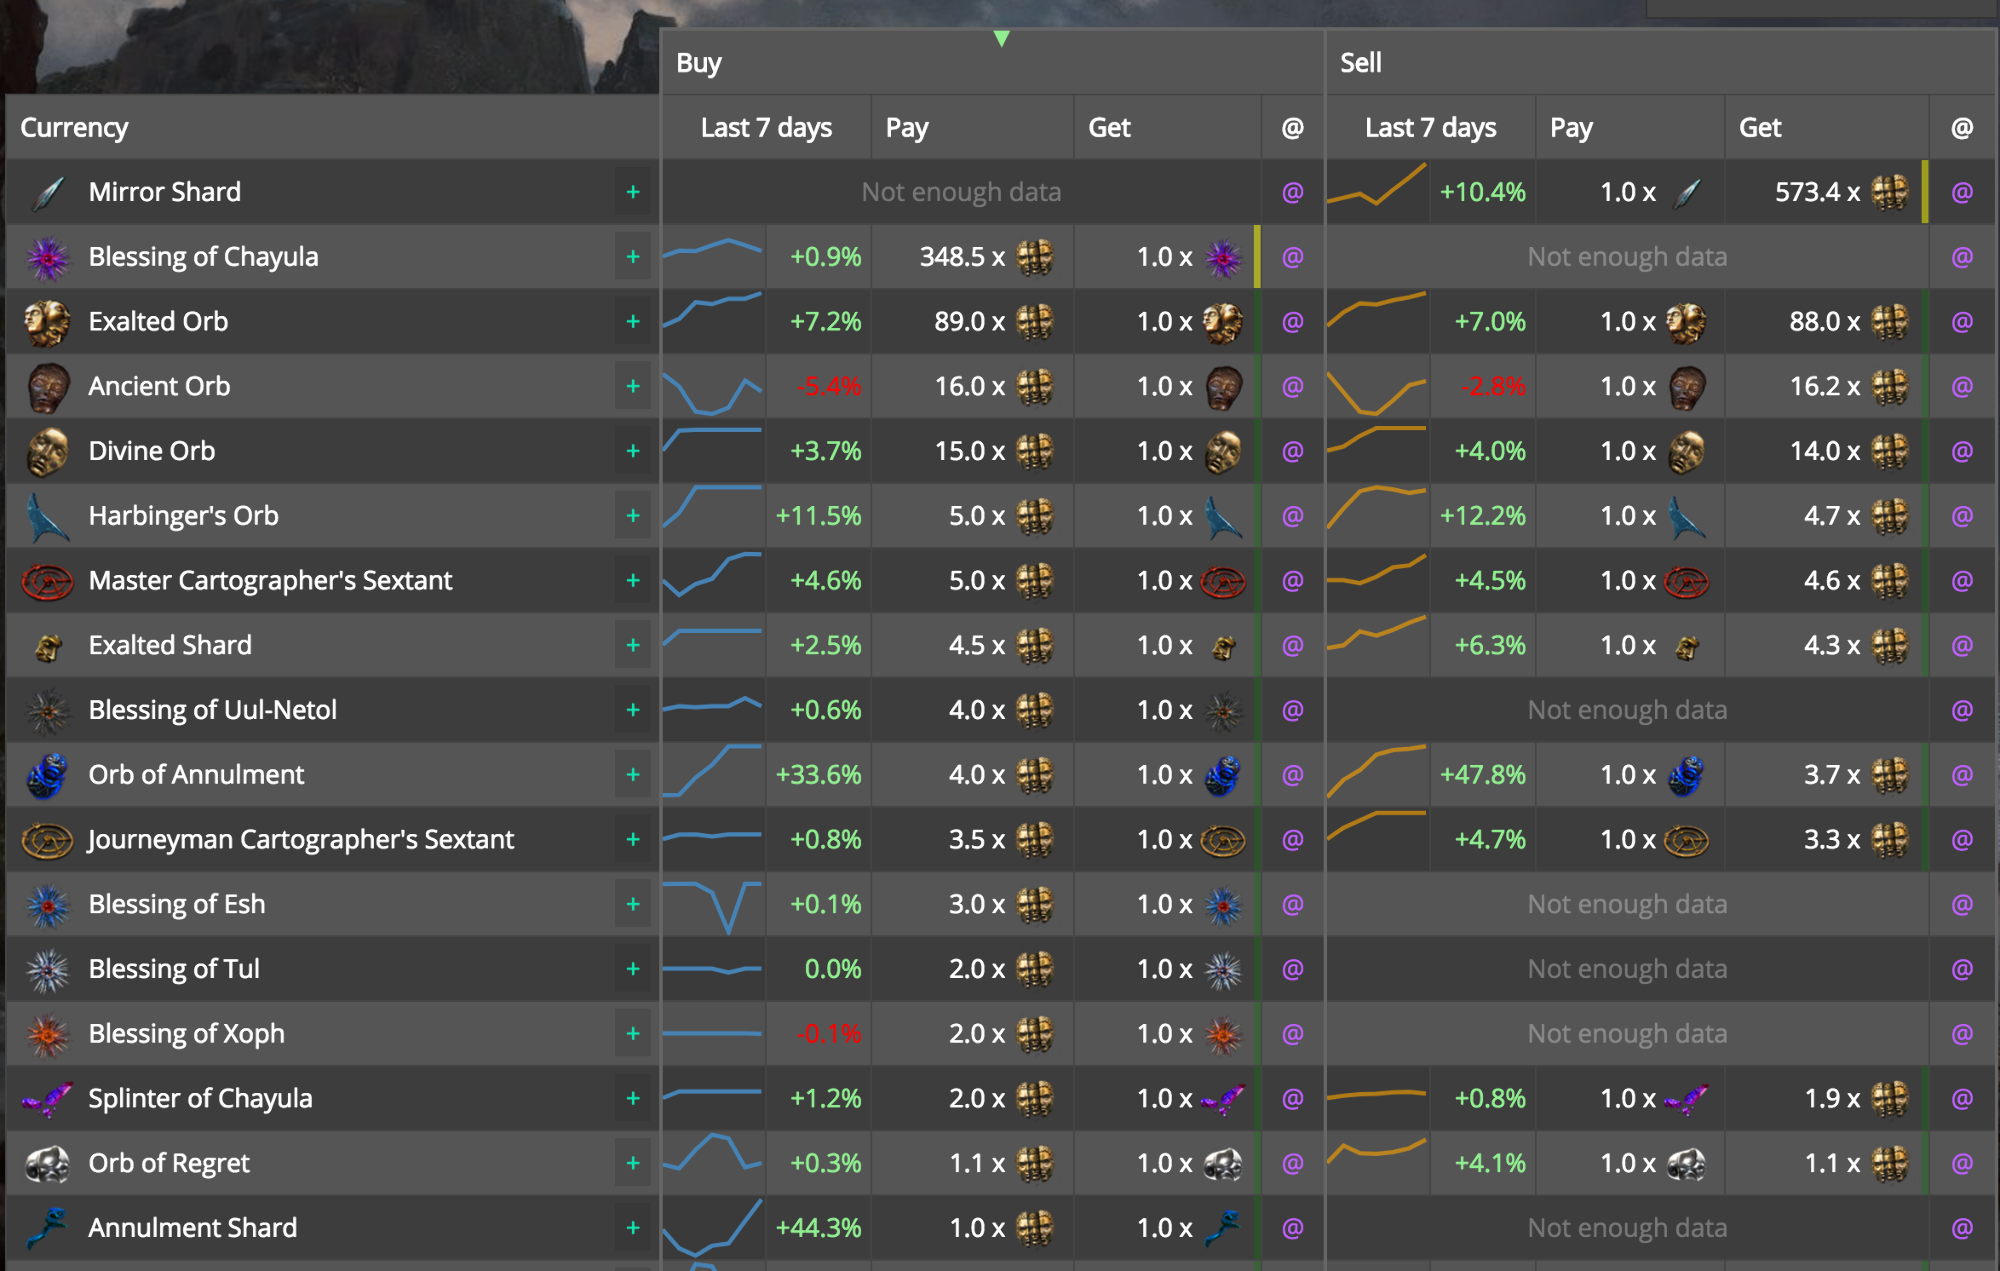 Buy Sell
Currency Last 7 days Pay Get @ Last 7 days Pay Get @
Mirror Shard + Not enough data @ +10.4% 1.0 x 573.4 x @
Blessing of Chayula + +0.9% 348.5 x 1.0 x @ Not enough data @
Exalted Orb + +7.2% 89.0 x 1.0 x @ +7.0% 1.0 x 88.0 x @
Ancient Orb + -5.4% 16.0 x 1.0 x @ -2.8% 1.0 x 16.2 x @
Divine Orb + +3.7% 15.0 x 1.0 x @ +4.0% 1.0 x 14.0 x @
Harbinger's Orb + +11.5% 5.0 x 1.0 x @ +12.2% 1.0 x 4.7 x @
Master Cartographer's Sextant + +4.6% 5.0 x 1.0 x @ +4.5% 1.0 x 4.6 x @
Exalted Shard + +2.5% 4.5 x 1.0 x @ +6.3% 1.0 x 4.3 x @
Blessing of Uul-Netol + +0.6% 4.0 x 1.0 x @ Not enough data @
Orb of Annulment + +33.6% 4.0 x 1.0 x @ +47.8% 1.0 x 3.7 x @
Journeyman Cartographer's Sextant + +0.8% 3.5 x 1.0 x @ +4.7% 1.0 x 3.3 x @
Blessing of Esh + +0.1% 3.0 x 1.0 x @ Not enough data @
Blessing of Tul + 0.0% 2.0 x 1.0 x @ Not enough data @
Blessing of Xoph + -0.1% 2.0 x 1.0 x @ Not enough data @
Splinter of Chayula + +1.2% 2.0 x 1.0 x @ +0.8% 1.0 x 1.9 x @
Orb of Regret + +0.3% 1.1 x 1.0 x @ +4.1% 1.0 x 1.1 x @
Annulment Shard + +44.3% 1.0 x 1.0 x @ Not enough data @